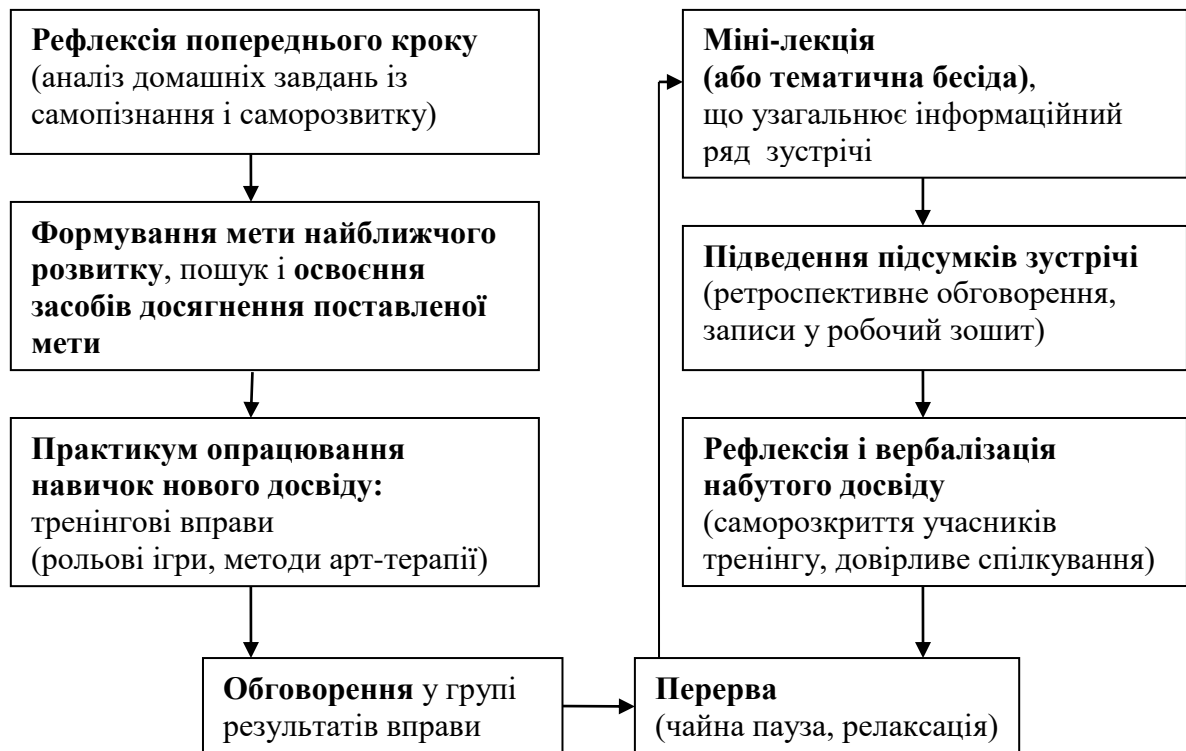 Рефлексія попереднього кроку
(аналіз домашніх завдань із
самопізнання і саморозвитку)
Формування мети найближчого
розвитку, пошук і освоєння
засобів досягнення поставленої
мети
Практикум опрацювання
навичок нового досвіду:
тренінгові вправи
(рольові ігри, методи арт-терапії)
Обговорення у групі
результатів вправи
Перерва
(чайна пауза, релаксація)
Міні-лекція
(або тематична бесіда),
що узагальнює інформаційний
ряд зустрічі
Підведення підсумків зустрічі
(ретроспективне обговорення,
записи у робочий зошит)
Рефлексія і вербалізація
набутого досвіду
(саморозкриття учасників
тренінгу, довірливе спілкування)